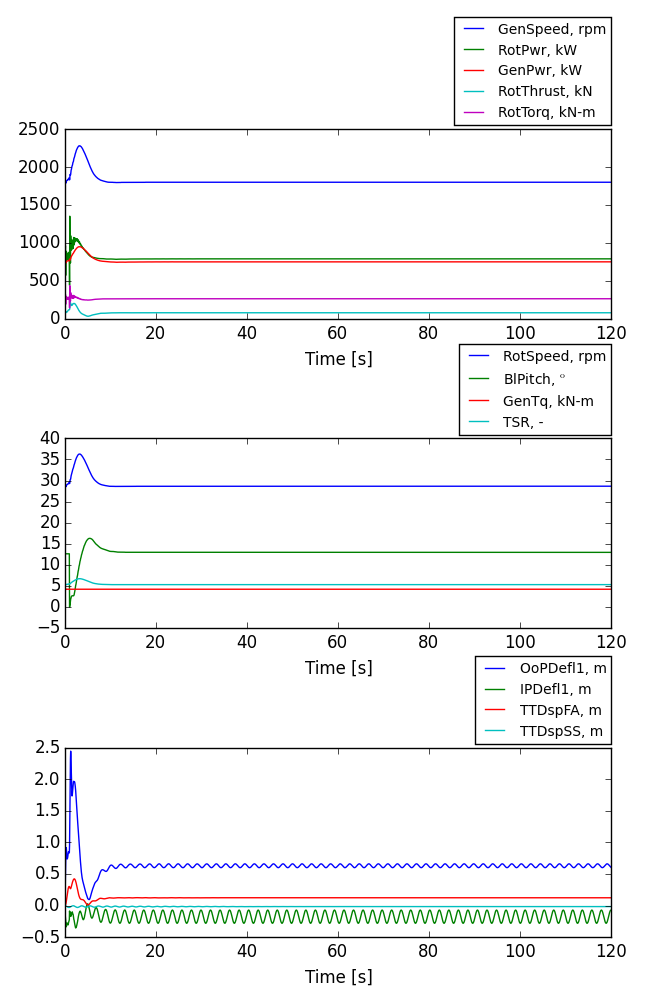 GenSpeed, rpm
RotPwr, kW
GenPwr, kW
RotThrust, kN
RotTorq, kN-m
2500
2000
1500
1000
500
0
0 20 40 60 80 100 120
Time [s]
RotSpeed, rpm
BlPitch, °
GenTq, kN-m
TSR, -
40
35
30
25
20
15
10
5
0
−5
0 20 40 60 80 100 120
Time [s]
OoPDefl1, m
IPDefl1, m
TTDspFA, m
TTDspSS, m
2.5
2.0
1.5
1.0
0.5
0.0
−0.5
0 20 40 60 80 100 120
Time [s]